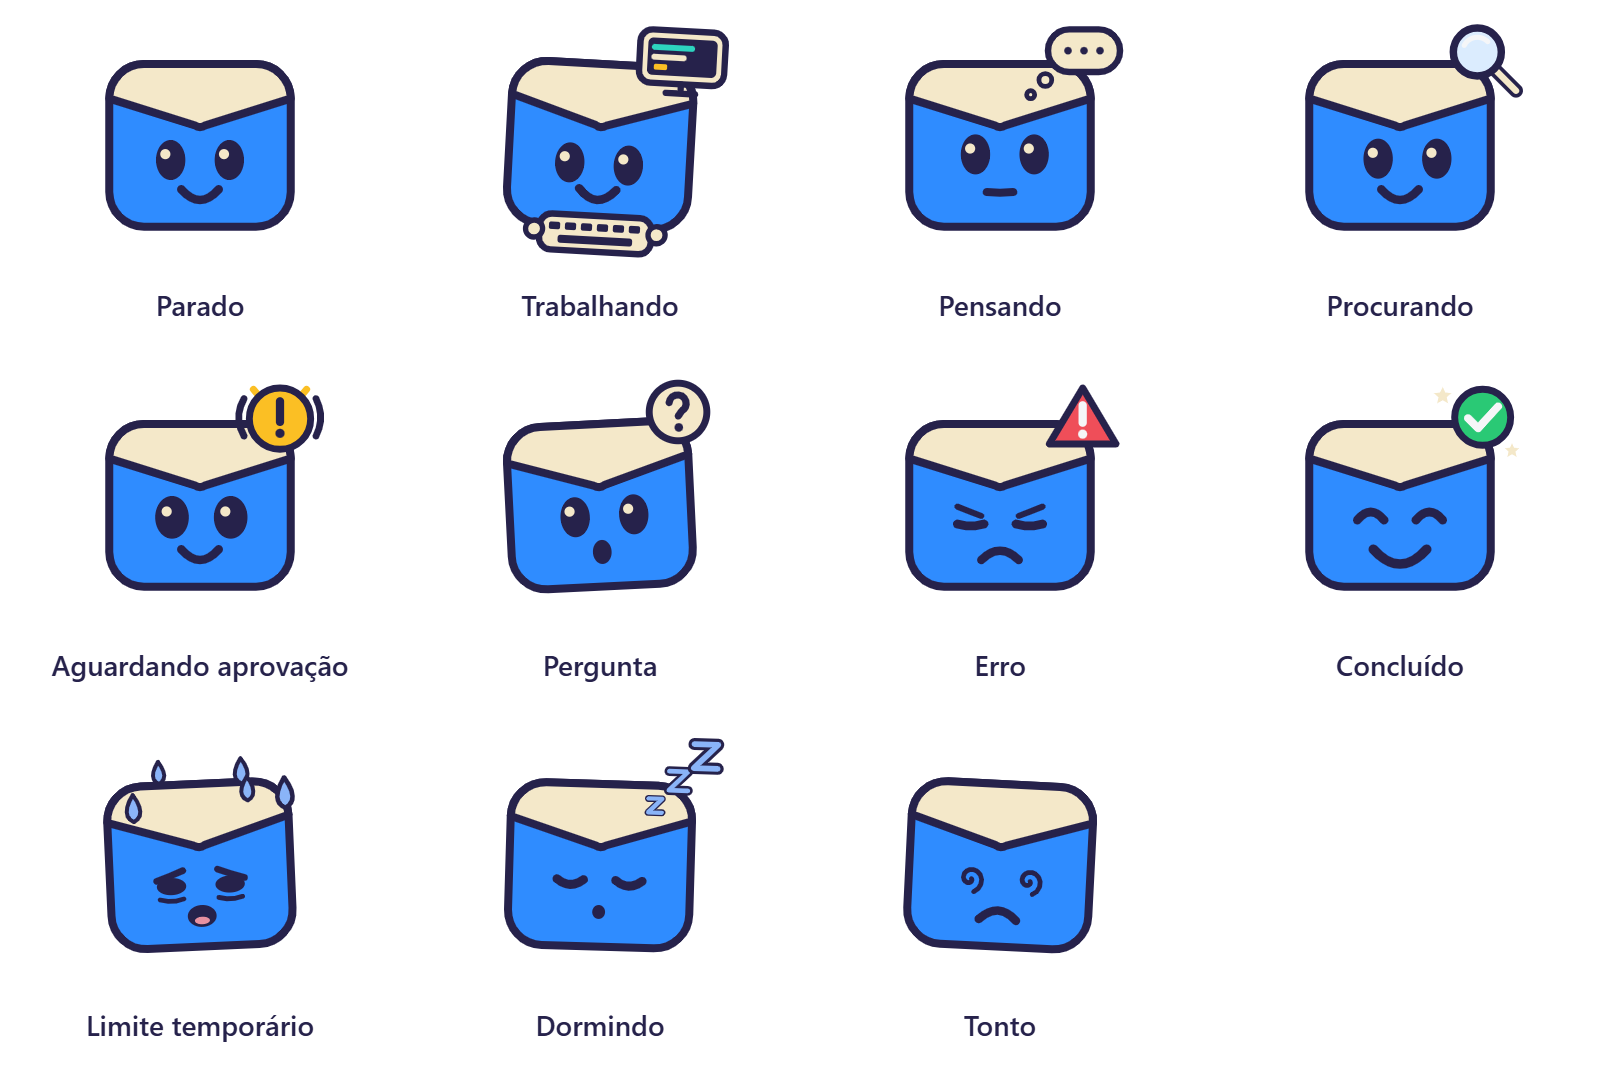 Parado
Trabalhando
Pensando
Procurando
!
?
!
Aguardando aprovação
Pergunta
Erro
Concluído
z z z
Limite temporário
Dormindo
Tonto